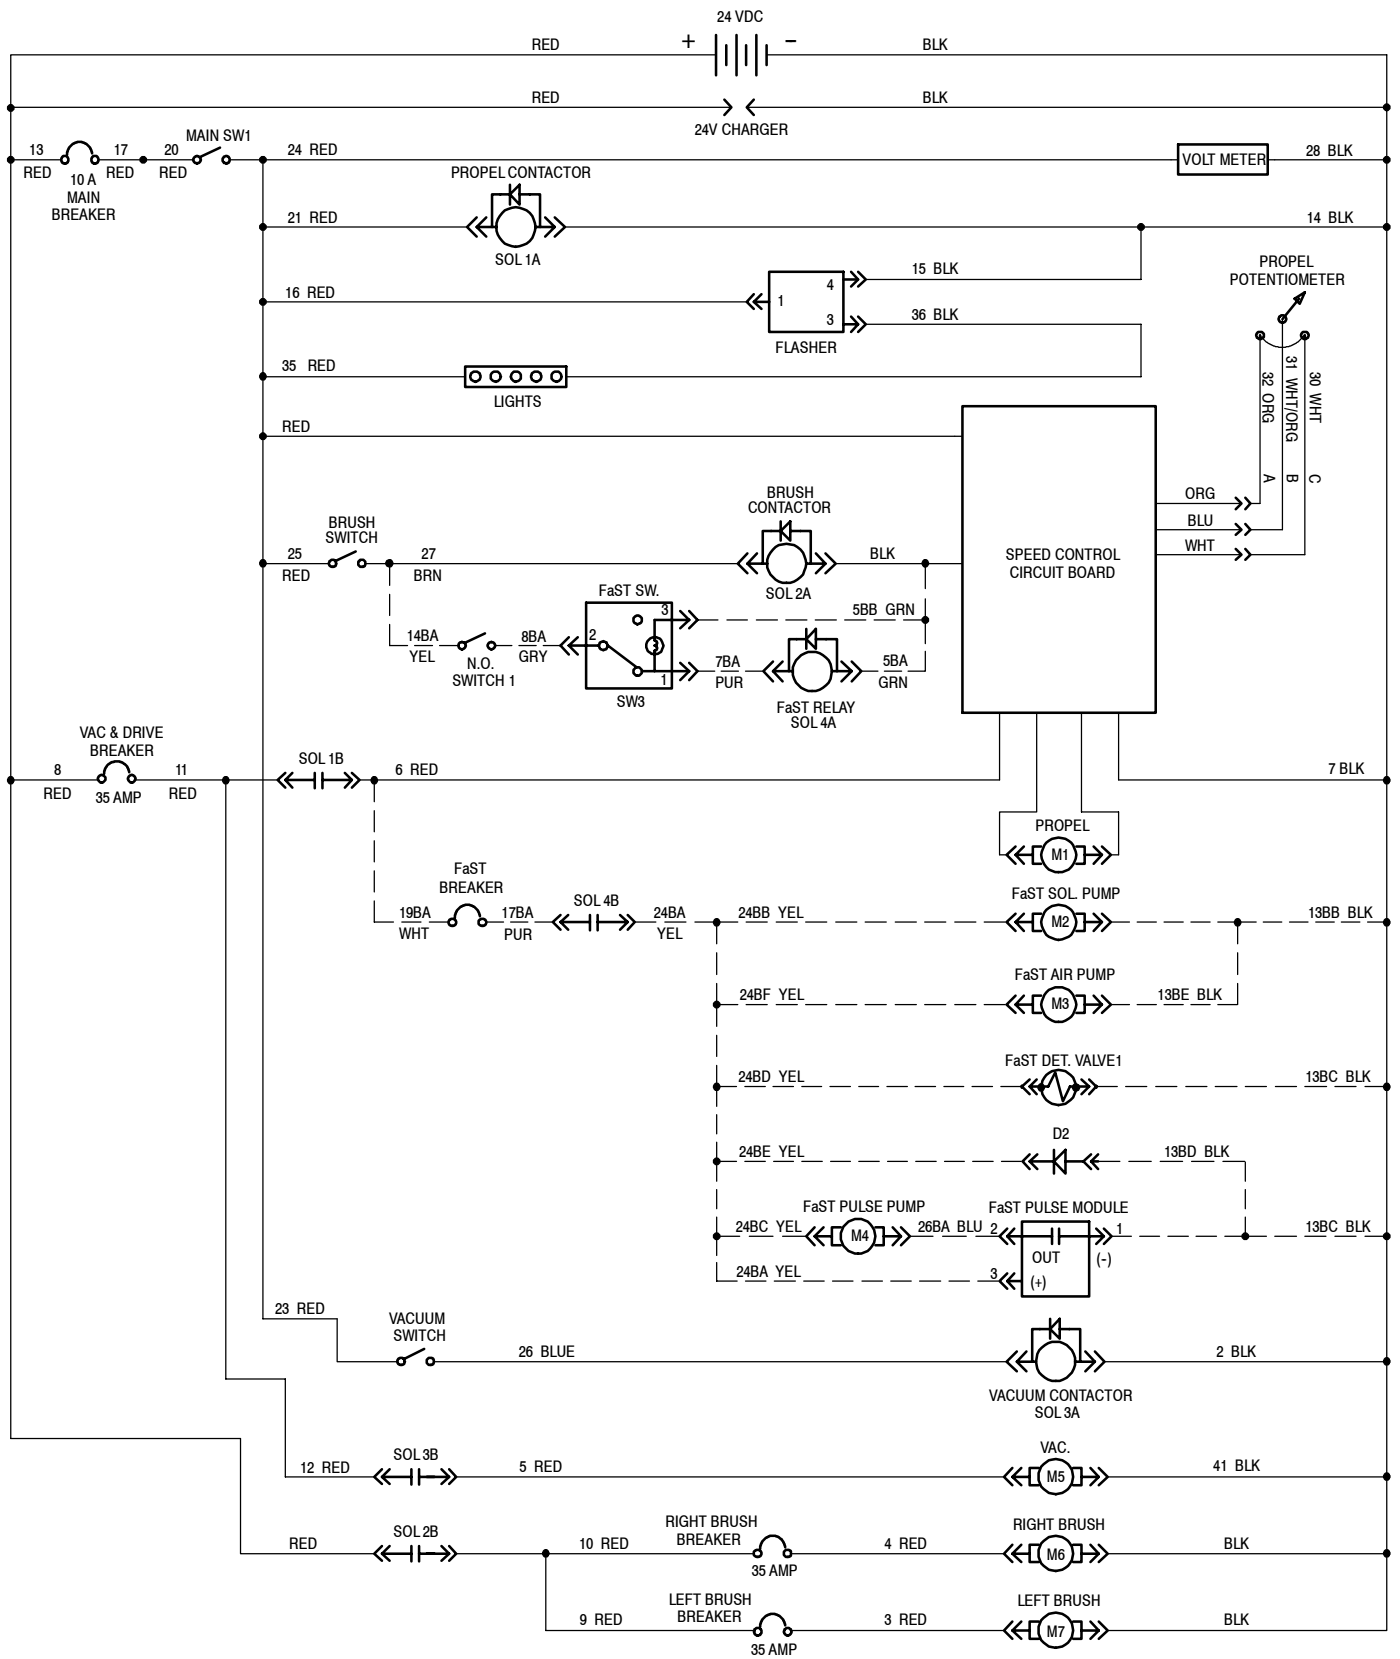 24 VDC
RED + − BLK
RED BLK
24V CHARGER
MAIN SW1
13 17 20 24 RED VOLT METER 28 BLK
RED RED RED
10 A
MAIN
BREAKER
PROPEL CONTACTOR
21 RED 14 BLK
SOL 1A
PROPEL
POTENTIOMETER
4 15 BLK
16 RED 1
3 36 BLK
FLASHER
35 RED
LIGHTS
32 ORG
31 WHT/ORG
30 WHT
A
B
C
RED
ORG
BLU
WHT
SPEED CONTROL
CIRCUIT BOARD
BRUSH
CONTACTOR
BRUSH
SWITCH
25 27 BLK
RED BRN
SOL 2A
FaST SW.
3 5BB GRN
14BA 8BA 2
YEL GRY
N.O.
SWITCH 1
1 7BA 5BA
PUR GRN
SW3
FaST RELAY
SOL 4A
VAC & DRIVE
BREAKER
SOL 1B
8 11 6 RED 7 BLK
RED RED
35 AMP
PROPEL
M1
FaST
BREAKER
SOL 4B
FaST SOL. PUMP
19BA 17BA 24BA 24BB YEL M2 13BB BLK
WHT PUR YEL
FaST AIR PUMP
24BF YEL M3 13BE BLK
FaST DET. VALVE1
24BD YEL 13BC BLK
D2
24BE YEL 13BD BLK
FaST PULSE PUMP FaST PULSE MODULE
24BC YEL M4 26BA BLU 2 1 13BC BLK
OUT (-)
24BA YEL 3 (+)
23 RED
VACUUM
SWITCH
26 BLUE 2 BLK
VACUUM CONTACTOR
SOL 3A
SOL 3B VAC.
12 RED 5 RED M5 41 BLK
SOL 2B
RIGHT BRUSH
BREAKER
RIGHT BRUSH
RED 10 RED 4 RED M6 BLK
35 AMP
LEFT BRUSH
BREAKER
LEFT BRUSH
9 RED 3 RED M7 BLK
35 AMP